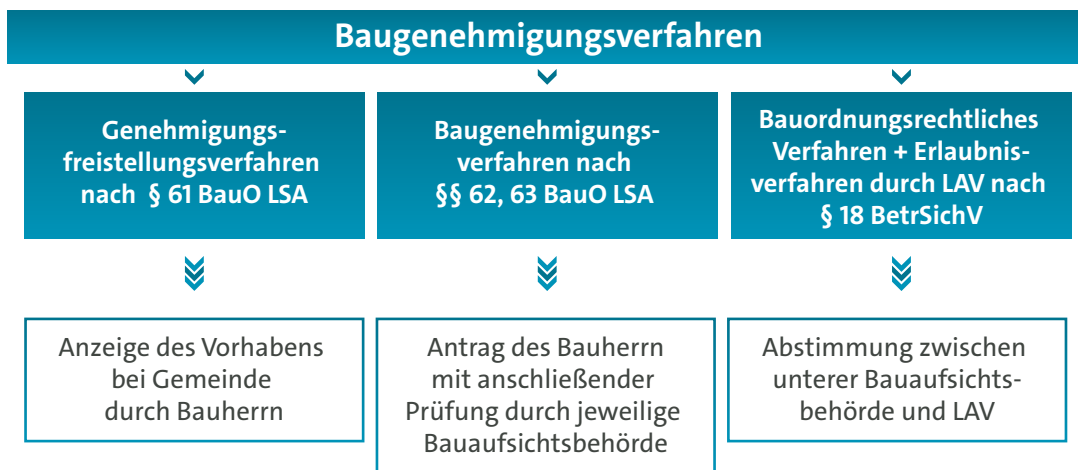 Baugenehmigungsverfahren
Genehmigungs-
freistellungsverfahren
nach § 61 BauO LSA
Baugenehmigungs-
verfahren nach
§§ 62, 63 BauO LSA
Bauordnungsrechtliches
Verfahren + Erlaubnis-
verfahren durch LAV nach
§ 18 BetrSichV
Anzeige des Vorhabens
bei Gemeinde
durch Bauherrn
Antrag des Bauherrn
mit anschließender
Prüfung durch jeweilige
Bauaufsichtsbehörde
Abstimmung zwischen
unterer Bauaufsichts-
behörde und LAV